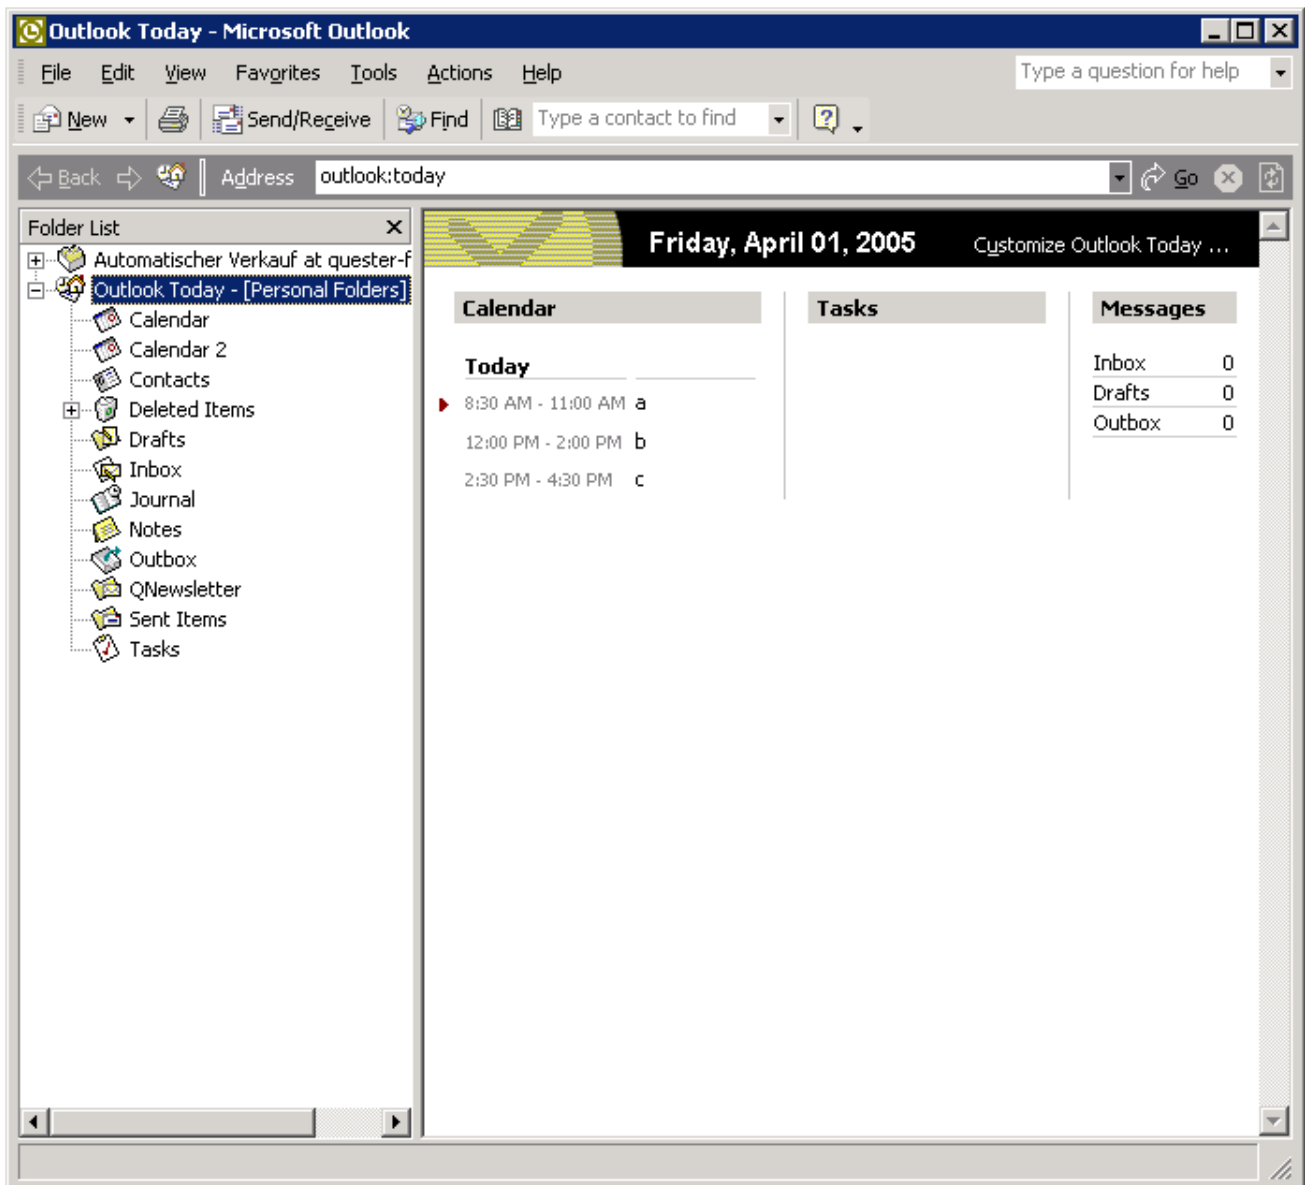 Outlook Today - Microsoft Outlook
File Edit View Favorites Tools Actions Help Type a question for help
New Send/Receive Find Type a contact to find
Back Address outlook:today Go
Folder List
Friday, April 01, 2005 Customize Outlook Today ...
Automatischer Verkauf at quester-f
Outlook Today - [Personal Folders]
Calendar
Calendar 2
Contacts
Deleted Items
Drafts
Inbox
Journal
Notes
Outbox
QNewsletter
Sent Items
Tasks
Calendar Tasks Messages
Today
8:30 AM - 11:00 AM a
12:00 PM - 2:00 PM b
2:30 PM - 4:30 PM c
Inbox 0
Drafts 0
Outbox 0